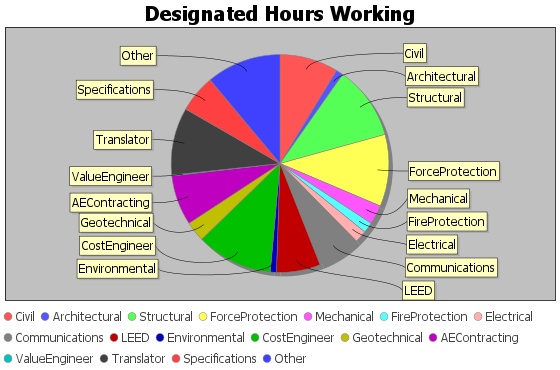 Designated Hours Working
Other
Civil
Architectural
Specifications
Structural
Translator
ForceProtection
ValueEngineer
Mechanical
AEContracting
FireProtection
Geotechnical
Electrical
CostEngineer
Communications
Environmental
LEED
Civil Architectural Structural ForceProtection Mechanical FireProtection Electrical
Communications LEED Environmental CostEngineer Geotechnical AEContracting
ValueEngineer Translator Specifications Other